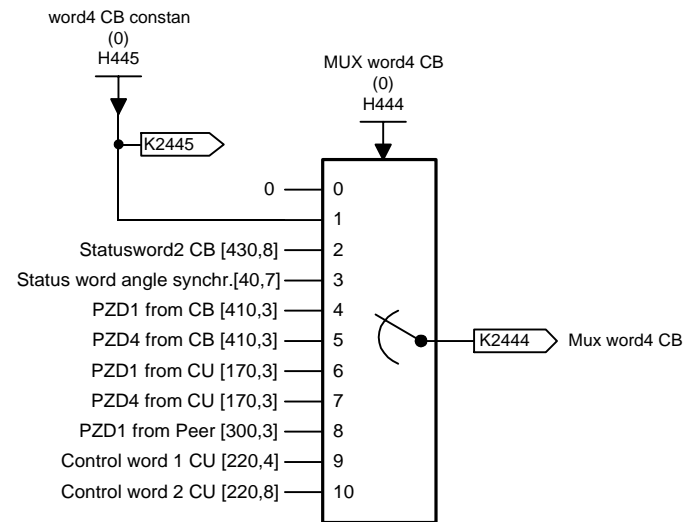 word4 CB constan
(0)
H445
MUX word4 CB
(0)
H444
K2445
0 0
1
Statusword2 CB [430,8] 2
Status word angle synchr.[40,7] 3
PZD1 from CB [410,3] 4
PZD4 from CB [410,3] 5
K2444 Mux word4 CB
PZD1 from CU [170,3] 6
PZD4 from CU [170,3] 7
PZD1 from Peer [300,3] 8
Control word 1 CU [220,4] 9
Control word 2 CU [220,8] 10